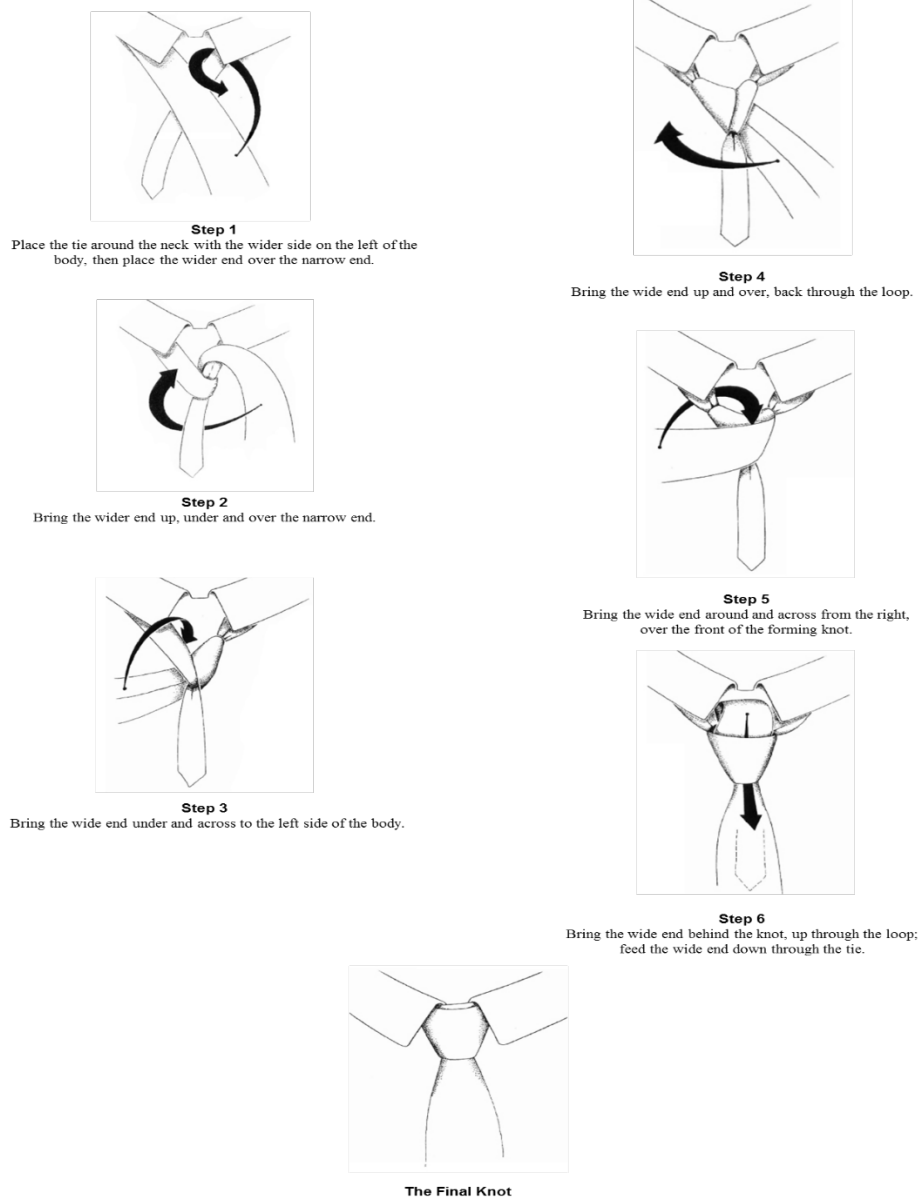 Step 1
Place the tie around the neck with the wider side on the left of the
body, then place the wider end over the narrow end.
Step 2
Bring the wider end up, under and over the narrow end.
Step 3
Bring the wide end under and across to the left side of the body.
Step 4
Bring the wide end up and over, back through the loop.
Step 5
Bring the wide end around and across from the right,
over the front of the forming knot.
Step 6
Bring the wide end behind the knot, up through the loop;
feed the wide end down through the tie.
The Final Knot